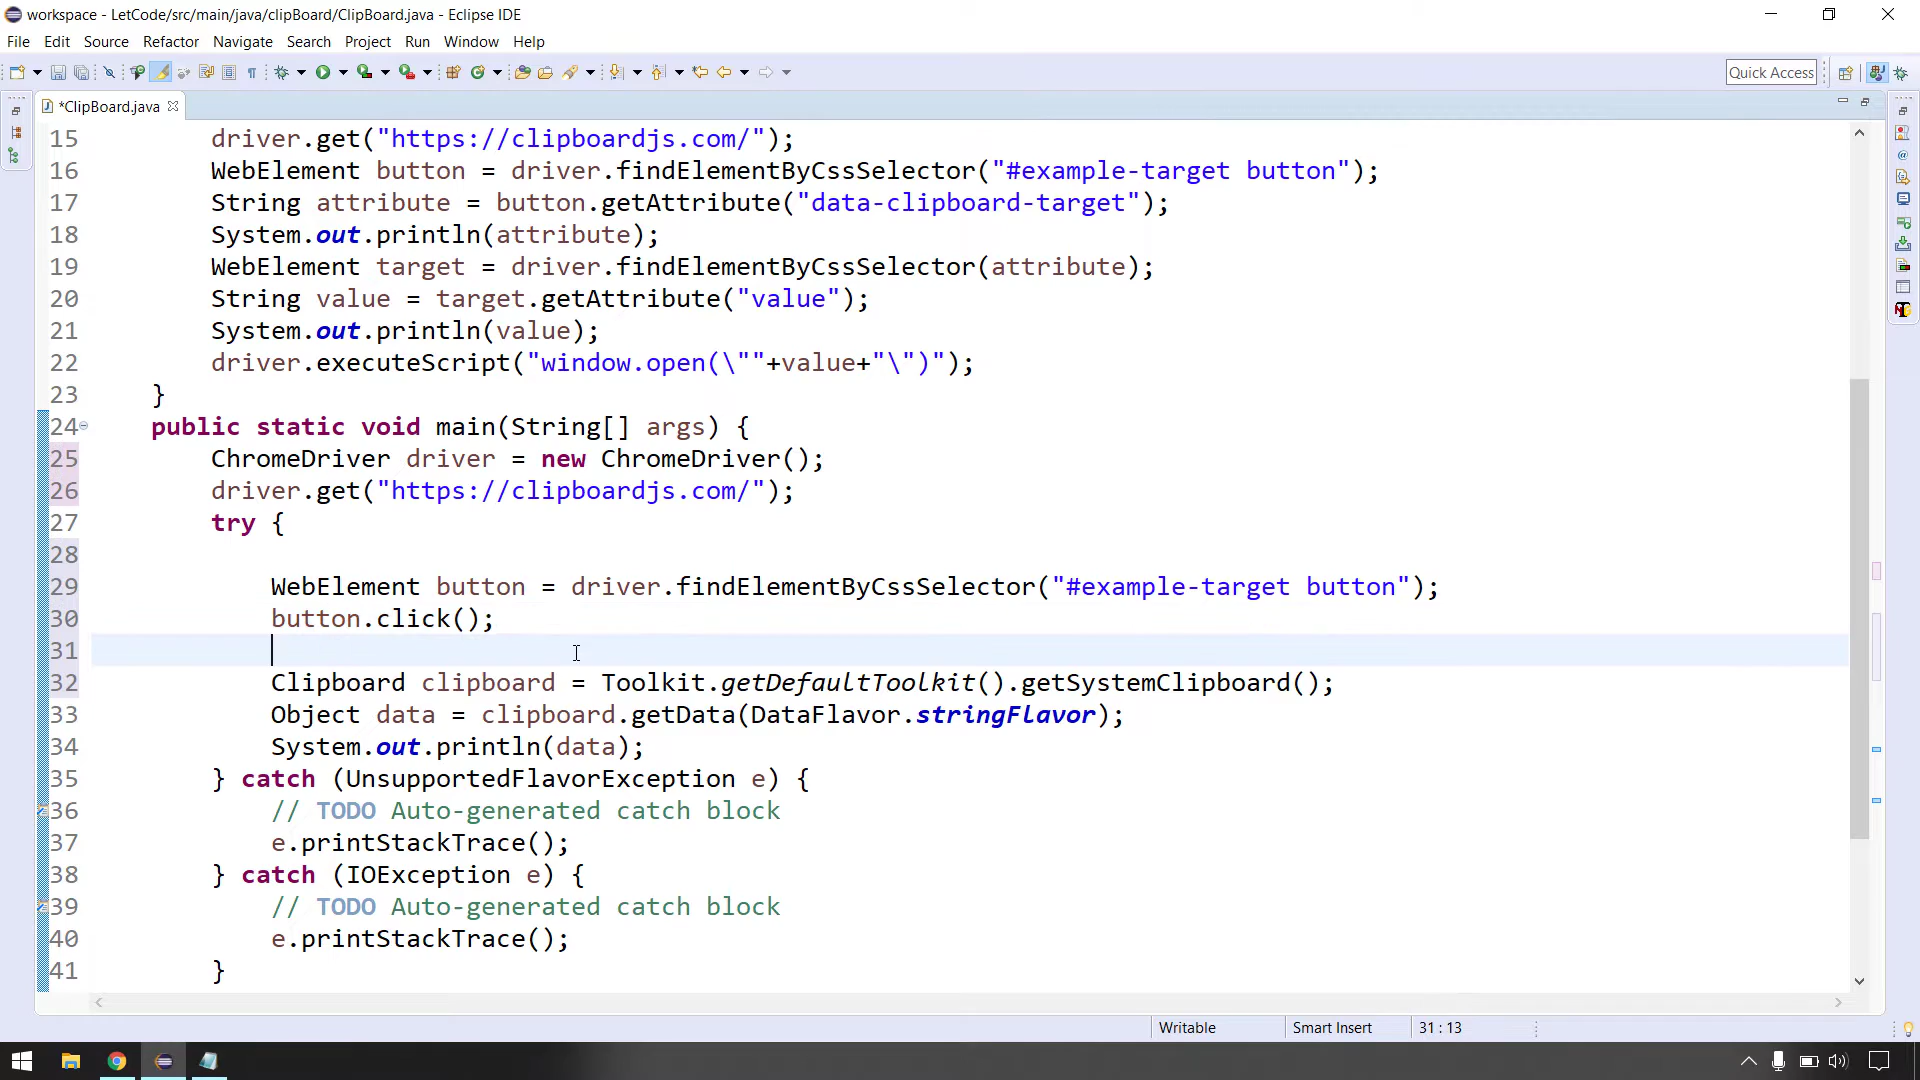 workspace - LetCode/src/main/java/clipBoard/ClipBoard.java - Eclipse IDE
File Edit Source Refactor Navigate Search Project Run Window Help
Quick Access
*ClipBoard.java
15 driver.get("https://clipboardjs.com/");
16 WebElement button = driver.findElementByCssSelector("#example-target button");
17 String attribute = button.getAttribute("data-clipboard-target");
18 System.out.println(attribute);
19 WebElement target = driver.findElementByCssSelector(attribute);
20 String value = target.getAttribute("value");
21 System.out.println(value);
22 driver.executeScript("window.open(\""+value+"\")");
23 }
24 public static void main(String[] args) {
25 ChromeDriver driver = new ChromeDriver();
26 driver.get("https://clipboardjs.com/");
27 try {
28
29 WebElement button = driver.findElementByCssSelector("#example-target button");
30 button.click();
31
32 Clipboard clipboard = Toolkit.getDefaultToolkit().getSystemClipboard();
33 Object data = clipboard.getData(DataFlavor.stringFlavor);
34 System.out.println(data);
35 } catch (UnsupportedFlavorException e) {
36 // TODO Auto-generated catch block
37 e.printStackTrace();
38 } catch (IOException e) {
39 // TODO Auto-generated catch block
40 e.printStackTrace();
41 }
Writable Smart Insert 31 : 13